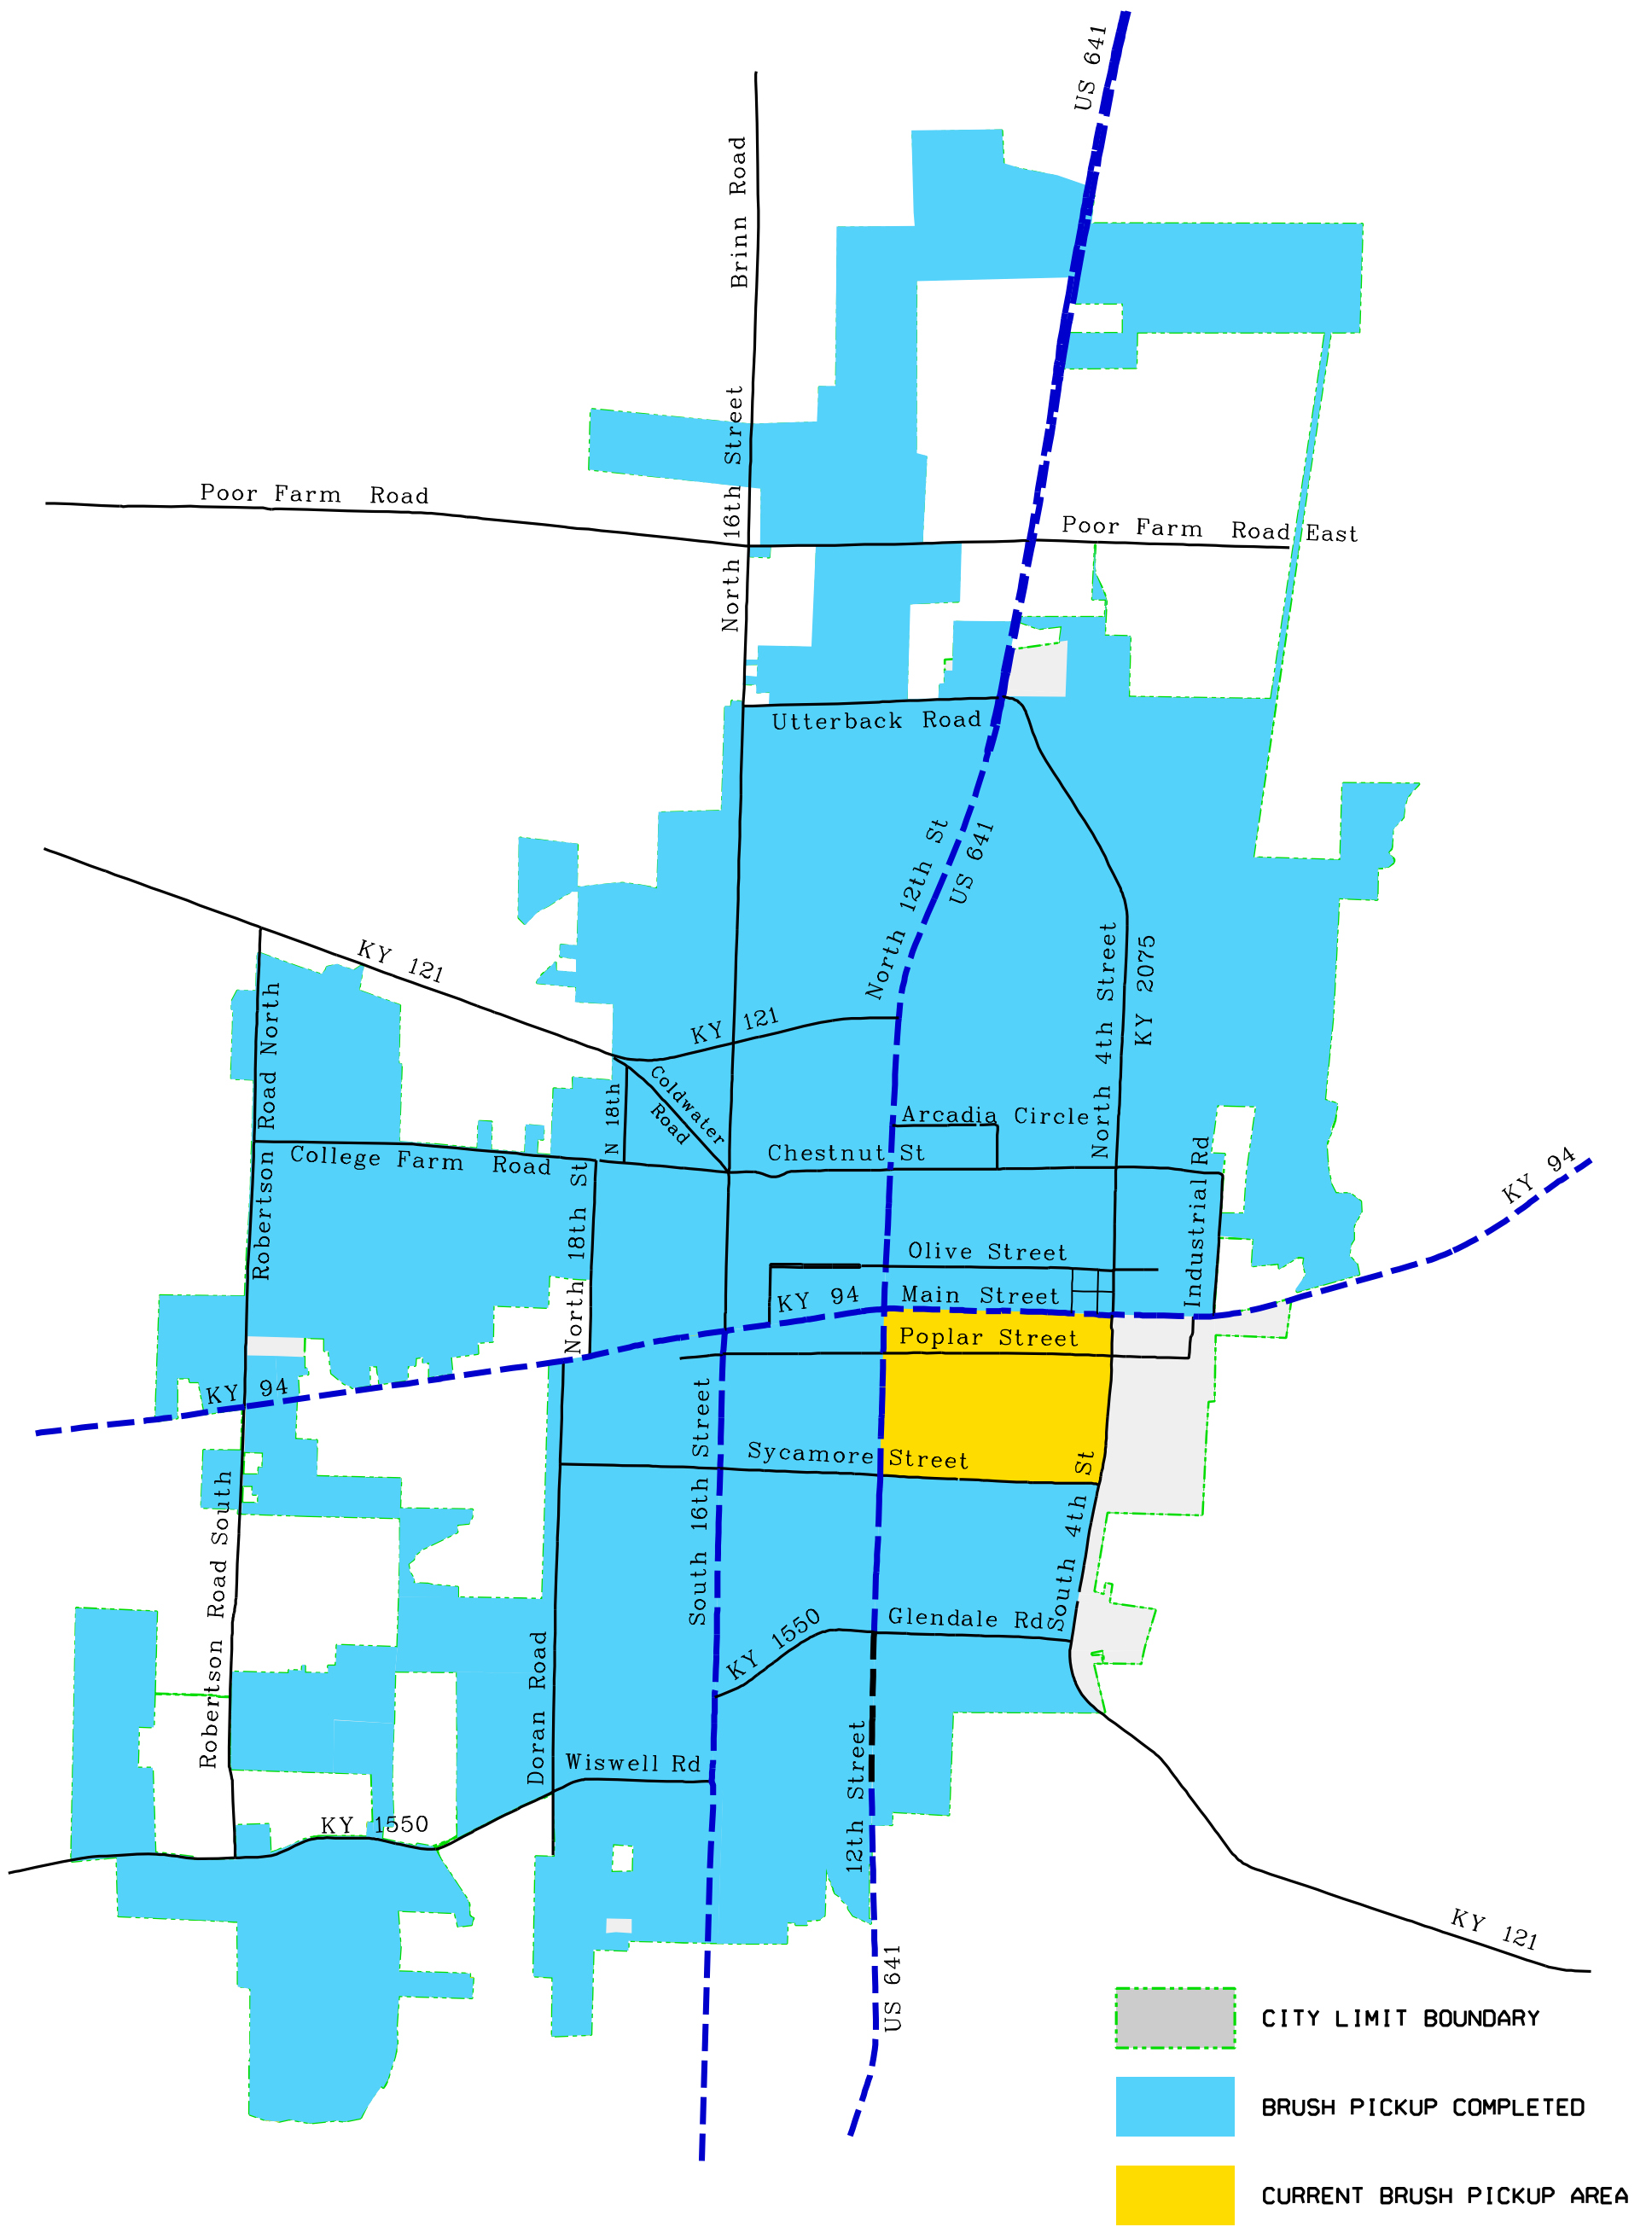 US 641
Brinn Road
North 16th Street
Poor Farm Road
Poor Farm Road East
Utterback Road
North 12th St
US 641
KY 121
KY 121
North 4th Street
KY 2075
Robertson Road North
Coldwater
Road
N 18th
Arcadia Circle
College Farm Road
Chestnut St
Industrial Rd
KY 94
North 18th St
Olive Street
KY 94
Main Street
Poplar Street
KY 94
South 16th Street
Sycamore Street
South 4th St
Robertson Road South
KY 1550
Glendale Rd
Doran Road
Wiswell Rd
12th Street
KY 1550
KY 121
US 641
CITY LIMIT BOUNDARY
BRUSH PICKUP COMPLETED
CURRENT BRUSH PICKUP AREA